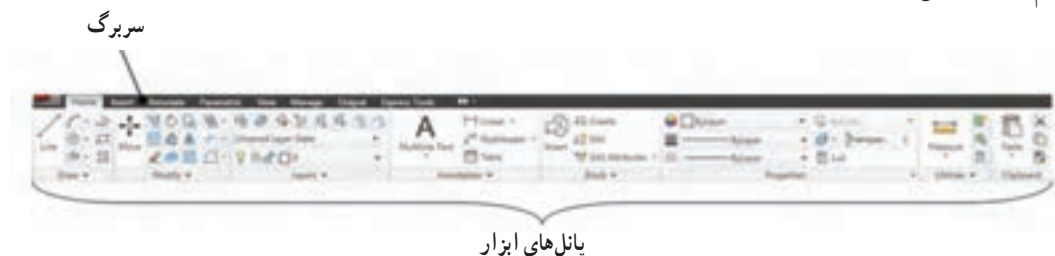 سربرگ
Home Insert Annotate Parametric View Manage Output Express Tools
Line Move Unsaved Layer State Multiline Text Linear Multileader Table Insert Create Edit Edit Attributes Bylayer Bylayer Bylayer List Measure Paste
Draw Modify Layers Annotation Block Properties Utilities Clipboard
پانل‌های ابزار